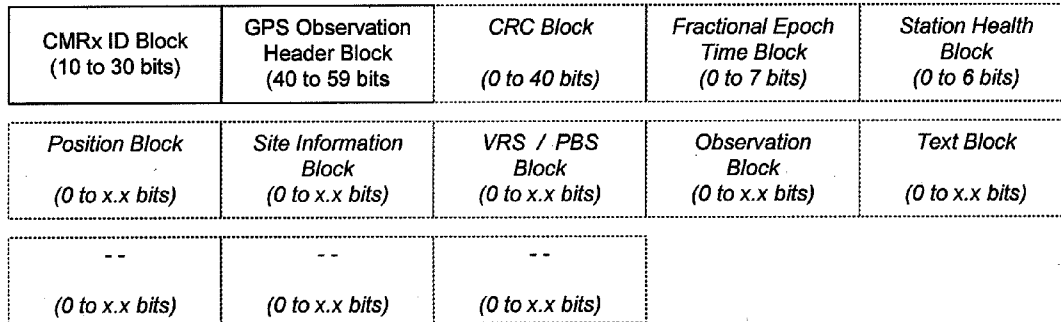 CMRx ID Block
(10 to 30 bits)
GPS Observation
Header Block
(40 to 59 bits
CRC Block
(0 to 40 bits)
Fractional Epoch
Time Block
(0 to 7 bits)
Station Health
Block
(0 to 6 bits)
Position Block
(0 to x.x bits)
Site Information
Block
(0 to x.x bits)
VRS / PBS
Block
(0 to x.x bits)
Observation
Block
(0 to x.x bits)
Text Block
(0 to x.x bits)
- -
(0 to x.x bits)
- -
(0 to x.x bits)
- -
(0 to x.x bits)